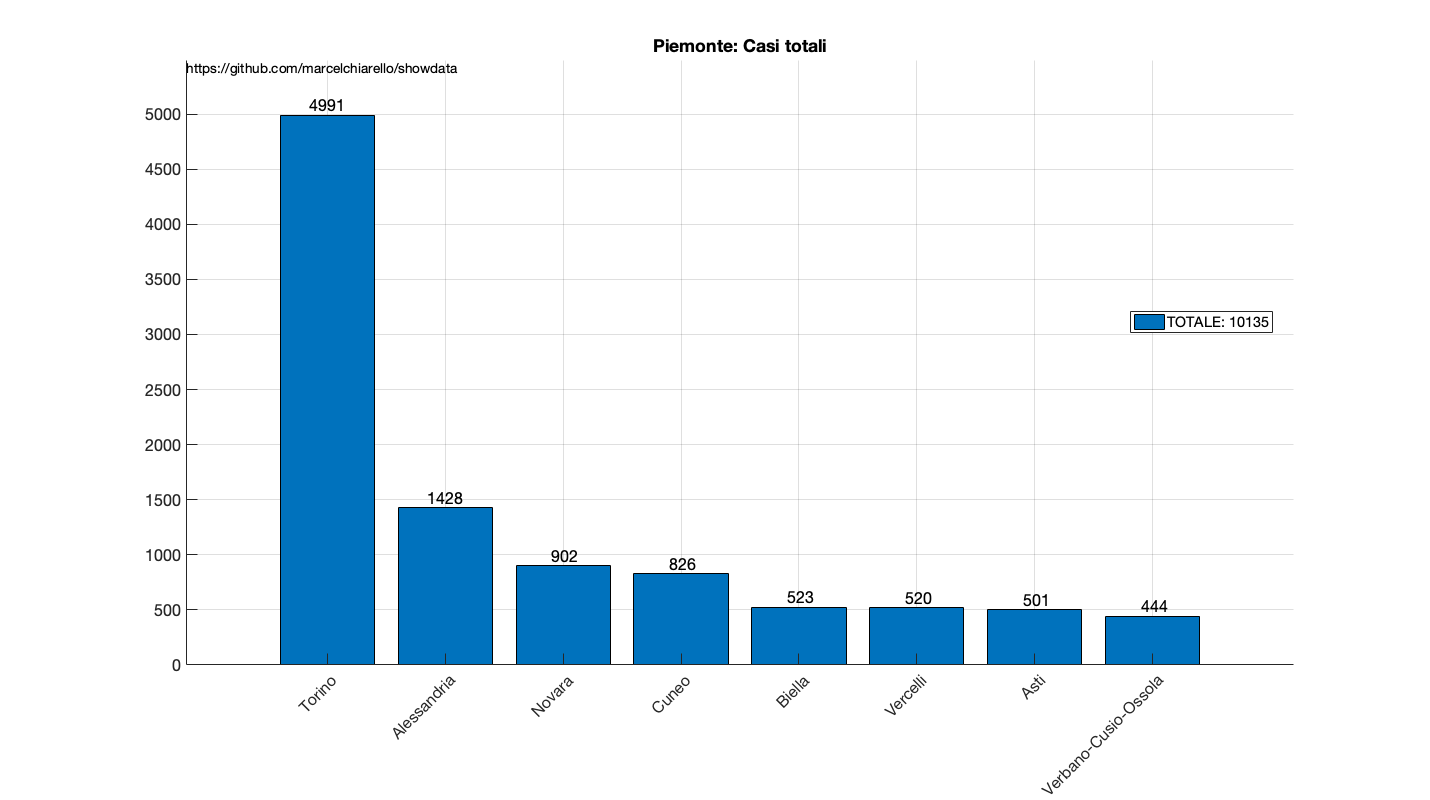 Piemonte: Casi totali
https://github.com/marcelchiarello/showdata
5000
4500
4000
3500
3000
2500
2000
1500
1000
500
0
4991
1428
902
826
523
520
501
444
TOTALE: 10135
Torino
Alessandria
Novara
Cuneo
Biella
Vercelli
Asti
Verbano-Cusio-Ossola